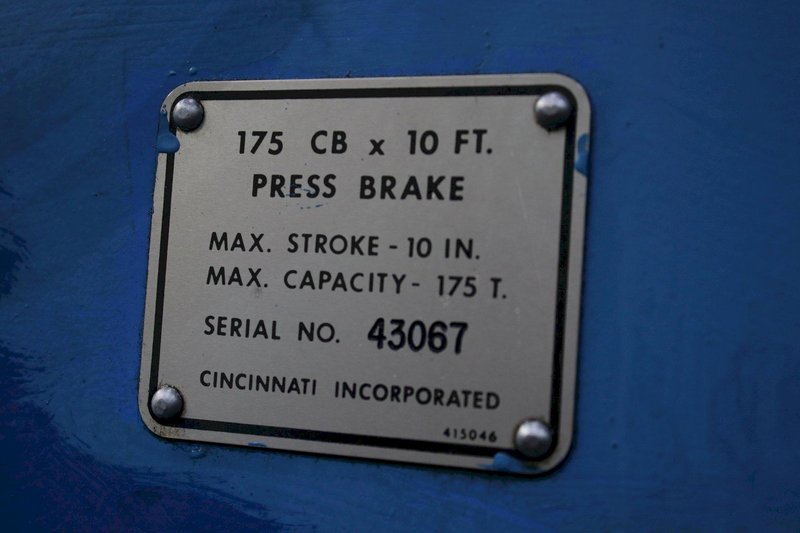 175 CB x 10 FT.
PRESS BRAKE
MAX. STROKE - 10 IN.
MAX. CAPACITY - 175 T.
SERIAL NO. 43067
CINCINNATI INCORPORATED
415046